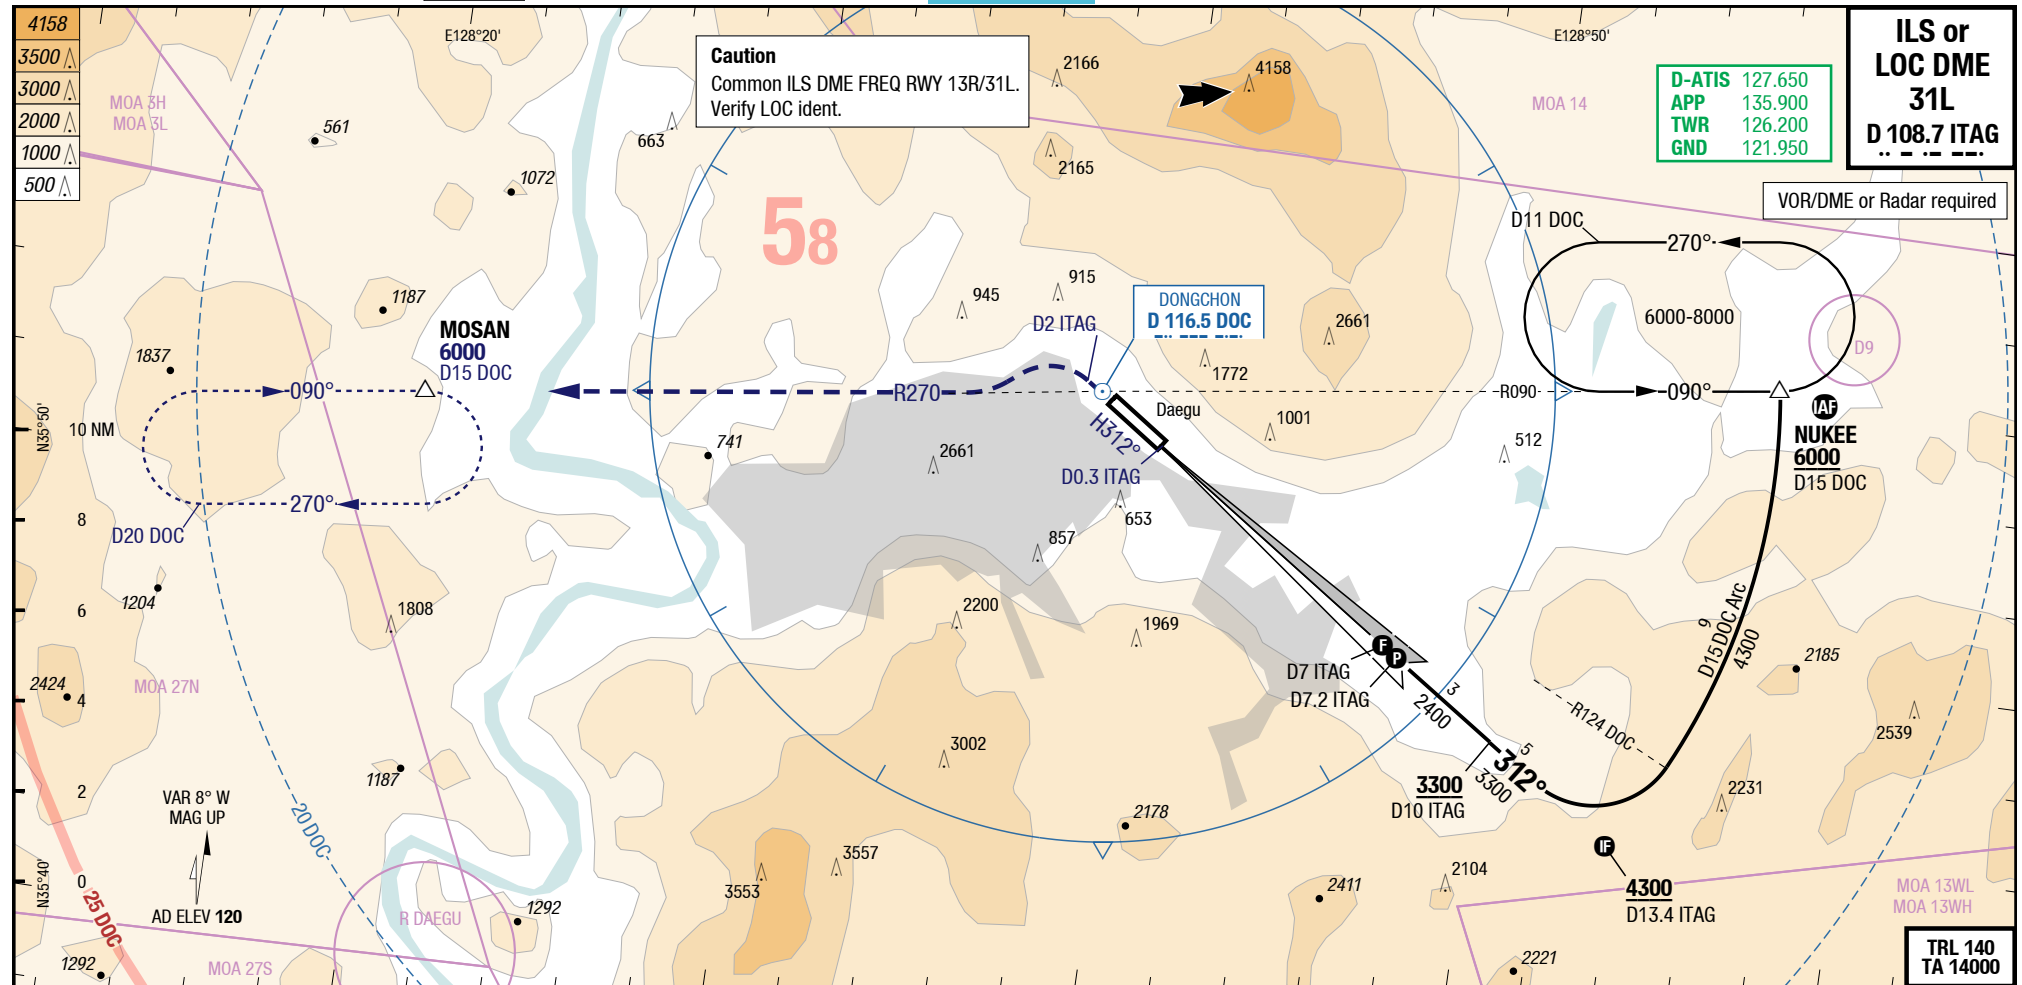 4158
3500
3000
2000
1000
500
E128°20'
E128°50'
Caution
Common ILS DME FREQ RWY 13R/31L.
Verify LOC ident.
D-ATIS 127.650
APP 135.900
TWR 126.200
GND 121.950
ILS or
LOC DME
31L
D 108.7 ITAG
VOR/DME or Radar required
MOA 3H
MOA 3L
MOA 14
561
663
1072
2166
4158
2165
58
D11 DOC
270°
6000-8000
090°
D9
IAF
NUKEE
6000
D15 DOC
1187
1837
MOSAN
6000
D15 DOC
090°
270°
D20 DOC
945
915
D2 ITAG
DONGCHON
D 116.5 DOC
2661
1772
R270
R090
Daegu
1001
H312°
D0.3 ITAG
512
N35°50'
10 NM
8
6
4
2
0
N35°40'
741
2661
653
857
1204
1808
2200
1969
F
P
D7 ITAG
D7.2 ITAG
3
2400
5
3300
312°
3300
D10 ITAG
R124 DOC
9
D15 DOC Arc
4300
2185
2539
2231
2424
MOA 27N
1187
3002
2178
VAR 8° W
MAG UP
AD ELEV 120
20 DOC
25 DOC
3553
3557
1292
R DAEGU
1292
MOA 27S
2411
2104
IF
4300
D13.4 ITAG
2221
MOA 13WL
MOA 13WH
TRL 140
TA 14000